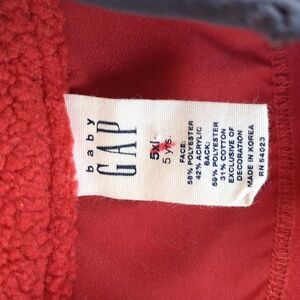 baby
GAP
5xl
5 yrs.
FACE:
58% POLYESTER
42% ACRYLIC
BACK:
69% POLYESTER
31% COTTON
EXCLUSIVE OF
DECORATION
MADE IN KOREA
RN 54023